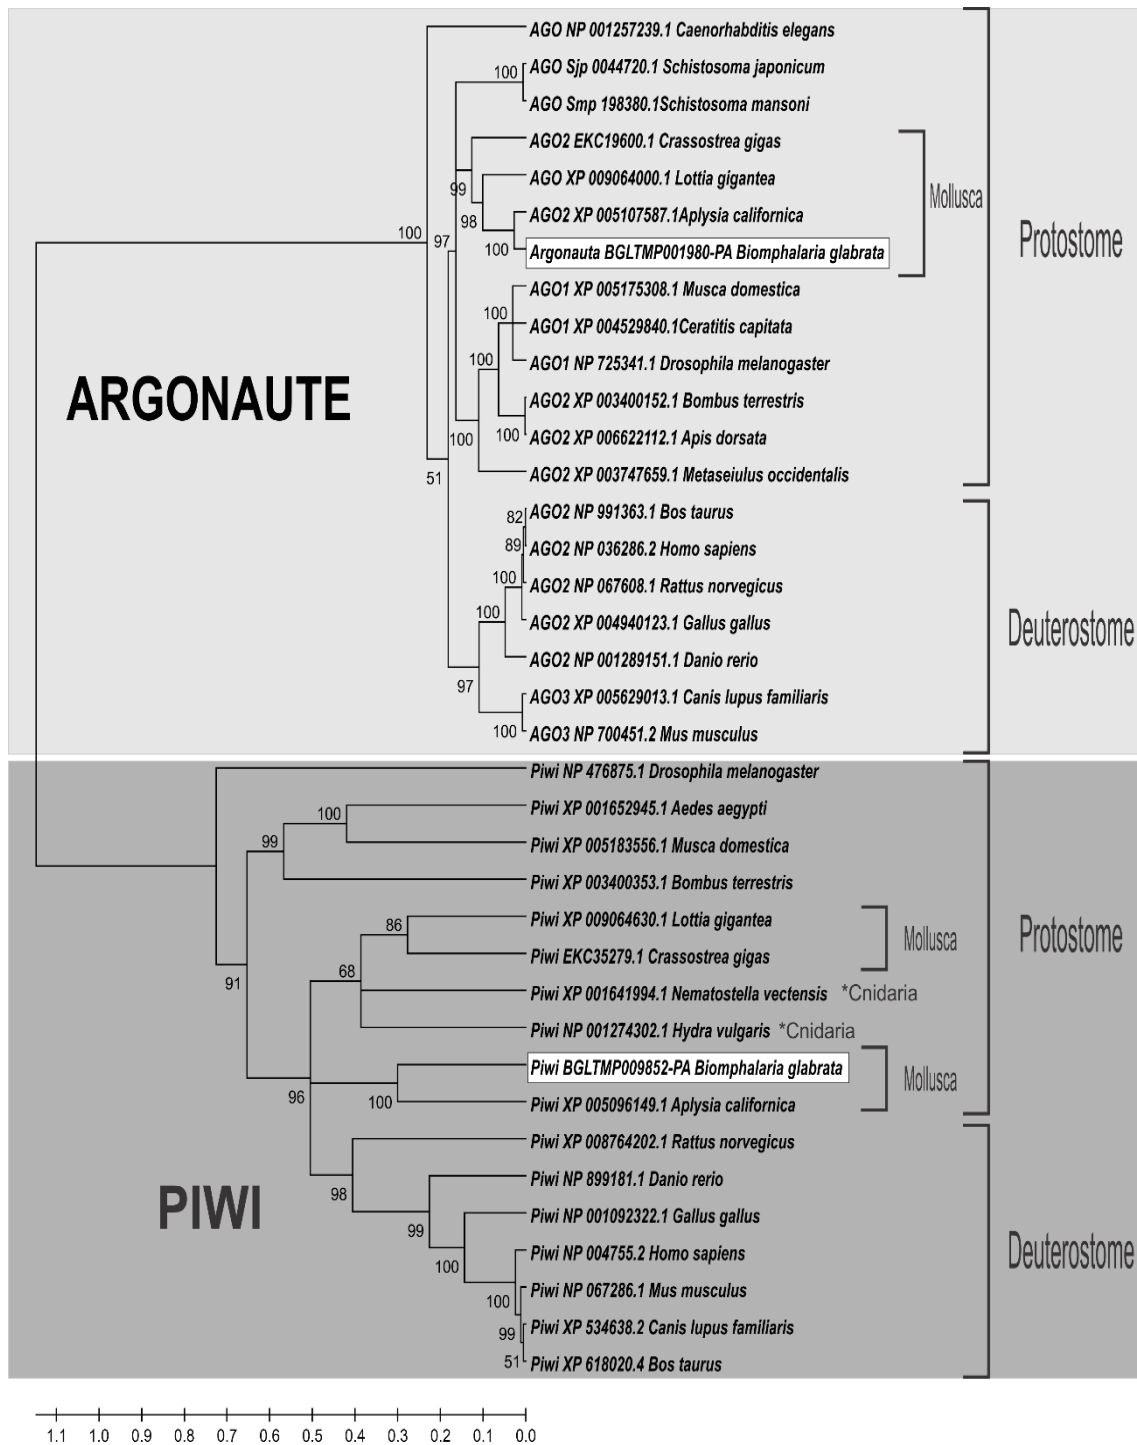 AGO NP 001257239.1 Caenorhabditis elegans
100
AGO Sjp 0044720.1 Schistosoma japonicum
AGO Smp 198380.1Schistosoma mansoni
AGO2 EKC19600.1 Crassostrea gigas
99
AGO XP 009064000.1 Lottia gigantea
Mollusca
98
AGO2 XP 005107587.1Aplysia californica
100
97
100
Argonauta BGLTMP001980-PA Biomphalaria glabrata
Protostome
AGO1 XP 005175308.1 Musca domestica
100
AGO1 XP 004529840.1Ceratitis capitata
100
AGO1 NP 725341.1 Drosophila melanogaster
ARGONAUTE
AGO2 XP 003400152.1 Bombus terrestris
100
100
AGO2 XP 006622112.1 Apis dorsata
51
AGO2 XP 003747659.1 Metaseiulus occidentalis
82
AGO2 NP 991363.1 Bos taurus
89
AGO2 NP 036286.2 Homo sapiens
100
AGO2 NP 067608.1 Rattus norvegicus
100
AGO2 XP 004940123.1 Gallus gallus
Deuterostome
AGO2 NP 001289151.1 Danio rerio
97
AGO3 XP 005629013.1 Canis lupus familiaris
100
AGO3 NP 700451.2 Mus musculus
Piwi NP 476875.1 Drosophila melanogaster
100
Piwi XP 001652945.1 Aedes aegypti
99
Piwi XP 005183556.1 Musca domestica
Piwi XP 003400353.1 Bombus terrestris
86
Piwi XP 009064630.1 Lottia gigantea
Mollusca
Protostome
Piwi EKC35279.1 Crassostrea gigas
91
68
Piwi XP 001641994.1 Nematostella vectensis *Cnidaria
Piwi NP 001274302.1 Hydra vulgaris *Cnidaria
Piwi BGLTMP009852-PA Biomphalaria glabrata
Mollusca
96
100
Piwi XP 005096149.1 Aplysia californica
Piwi XP 008764202.1 Rattus norvegicus
98
Piwi NP 899181.1 Danio rerio
PIWI
99
Piwi NP 001092322.1 Gallus gallus
100
Piwi NP 004755.2 Homo sapiens
Deuterostome
100
Piwi NP 067286.1 Mus musculus
99
Piwi XP 534638.2 Canis lupus familiaris
51
Piwi XP 618020.4 Bos taurus
1.1 1.0 0.9 0.8 0.7 0.6 0.5 0.4 0.3 0.2 0.1 0.0